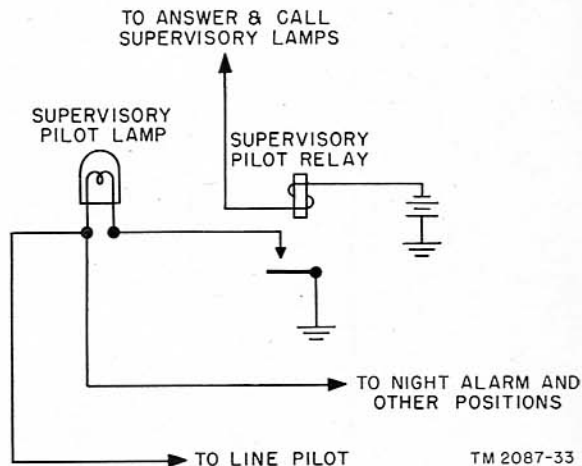 TO ANSWER & CALL
SUPERVISORY LAMPS
SUPERVISORY
PILOT LAMP
SUPERVISORY
PILOT RELAY
TO NIGHT ALARM AND
OTHER POSITIONS
TO LINE PILOT
TM 2087-33